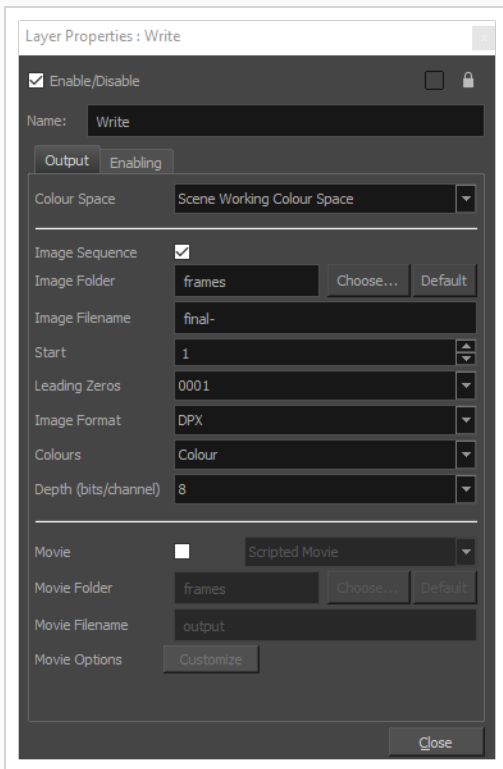 Layer Properties : Write
x
Enable/Disable
Name: Write
Output Enabling
Colour Space Scene Working Colour Space
Image Sequence
Image Folder frames Choose... Default
Image Filename final-
Start 1
Leading Zeros 0001
Image Format DPX
Colours Colour
Depth (bits/channel) 8
Movie Scripted Movie
Movie Folder frames Choose... Default
Movie Filename output
Movie Options Customize
Close